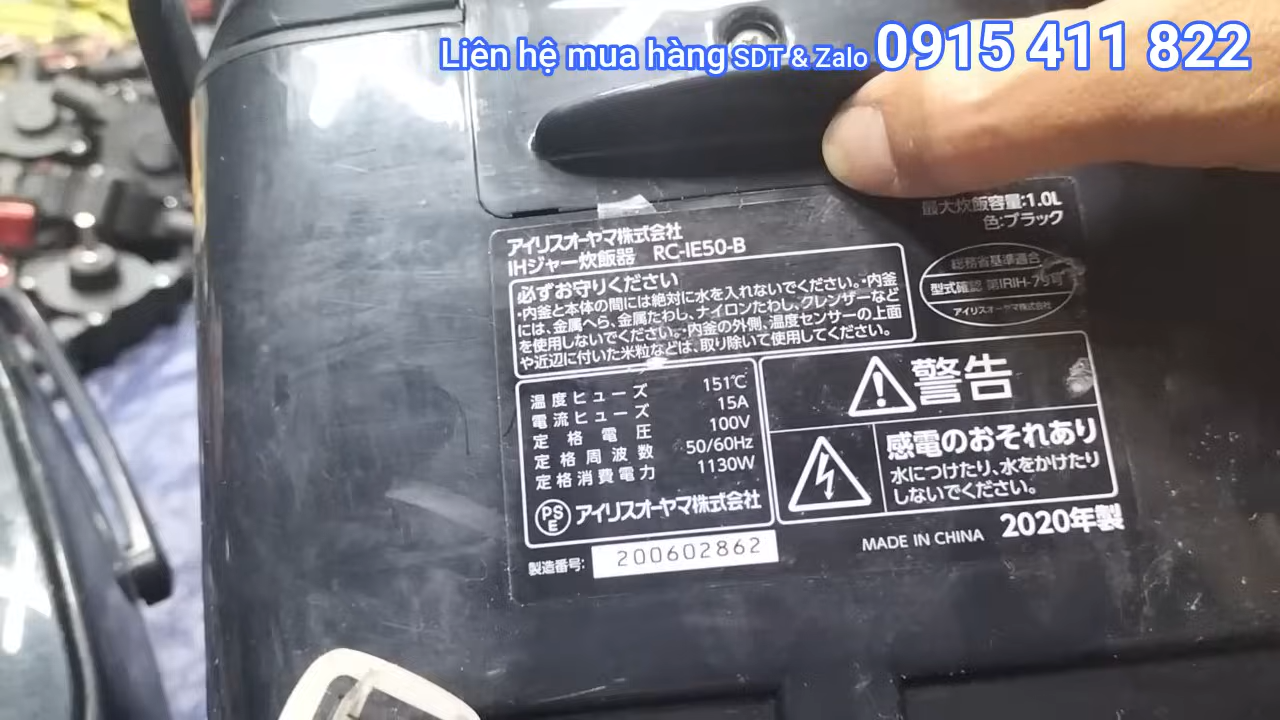 Liên hệ mua hàng SDT & Zalo 0915 411 822
最大炊飯容量:1.0L
色:ブラック
アイリスオーヤマ株式会社
IHジャー炊飯器 RC-IE50-B
必ずお守りください
・内釜と本体の間には絶対に水を入れないでください。・内釜
には、金属へら、金属たわし、ナイロンたわし、クレンザーなど
を使用しないでください。・内釜の外側、温度センサーの上面
や近辺に付いた米粒などは、取り除いて使用してください。
総務省基準適合
型式確認 第IRIH-79号
アイリスオーヤマ株式会社
温度ヒューズ 151℃
電流ヒューズ 15A
定格電圧 100V
定格周波数 50/60Hz
定格消費電力 1130W
PSE アイリスオーヤマ株式会社
警告
感電のおそれあり
水につけたり、水をかけたり
しないでください。
製造番号: 200602862
MADE IN CHINA 2020年製